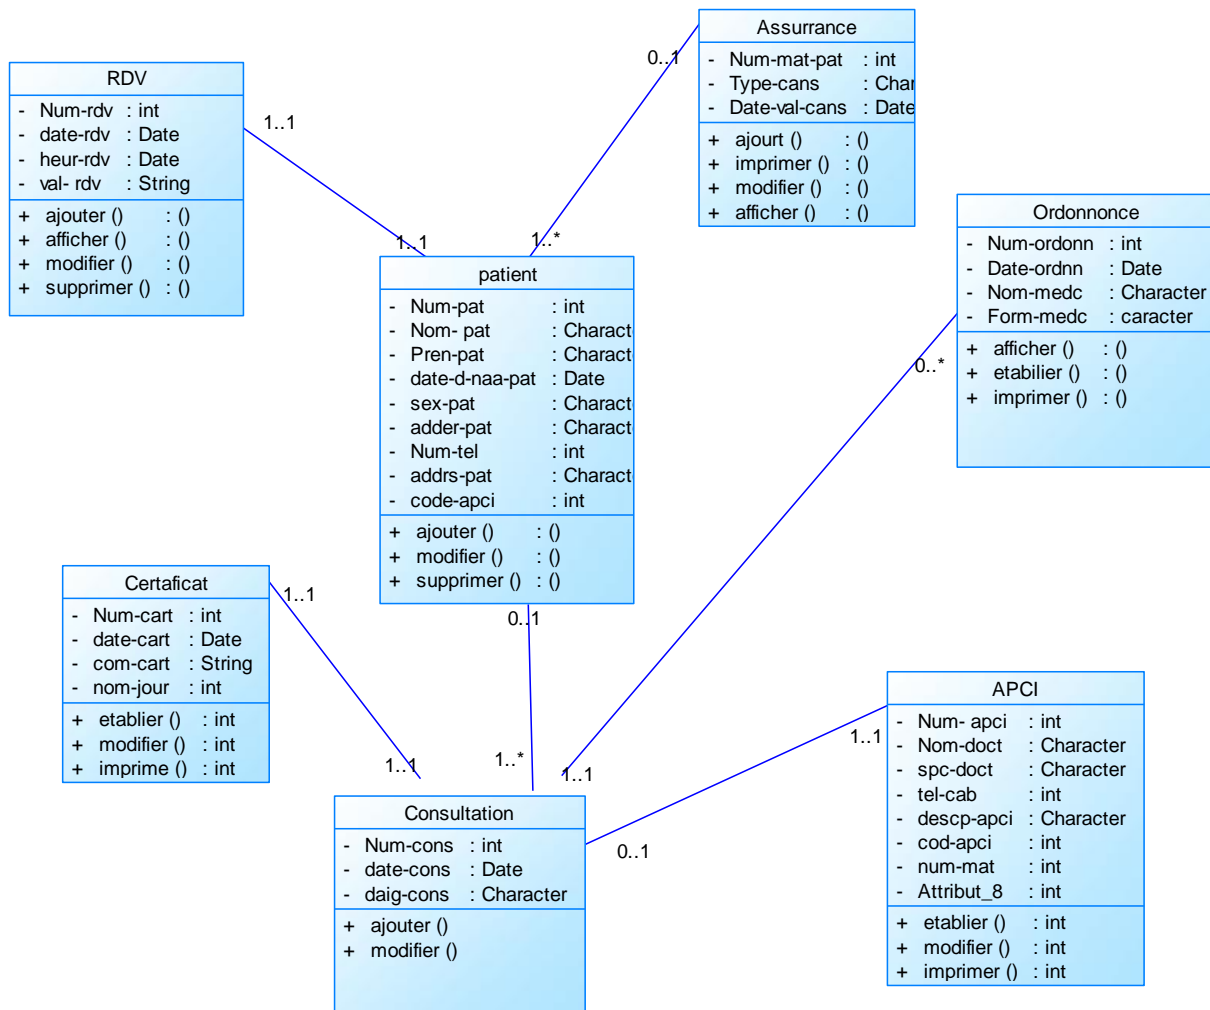 RDV
- Num-rdv : int
- date-rdv : Date
- heur-rdv : Date
- val- rdv : String
+ ajouter () : ()
+ afficher () : ()
+ modifier () : ()
+ supprimer () : ()
1..1
1..1
Assurrance
- Num-mat-pat : int
- Type-cans : Char
- Date-val-cans : Date
+ ajourt () : ()
+ imprimer () : ()
+ modifier () : ()
+ afficher () : ()
0..1
1..*
patient
- Num-pat : int
- Nom- pat : Charact
- Pren-pat : Charact
- date-d-naa-pat : Date
- sex-pat : Charact
- adder-pat : Charact
- Num-tel : int
- addrs-pat : Charact
- code-apci : int
+ ajouter () : ()
+ modifier () : ()
+ supprimer () : ()
0..1
1..*
Ordonnonce
- Num-ordonn : int
- Date-ordnn : Date
- Nom-medc : Character
- Form-medc : caracter
+ afficher () : ()
+ etabilier () : ()
+ imprimer () : ()
0..*
1..1
Certaficat
- Num-cart : int
- date-cart : Date
- com-cart : String
- nom-jour : int
+ etablier () : int
+ modifier () : int
+ imprime () : int
1..1
1..1
Consultation
- Num-cons : int
- date-cons : Date
- daig-cons : Character
+ ajouter ()
+ modifier ()
0..1
1..1
APCI
- Num- apci : int
- Nom-doct : Character
- spc-doct : Character
- tel-cab : int
- descp-apci : Character
- cod-apci : int
- num-mat : int
- Attribut_8 : int
+ etablier () : int
+ modifier () : int
+ imprimer () : int